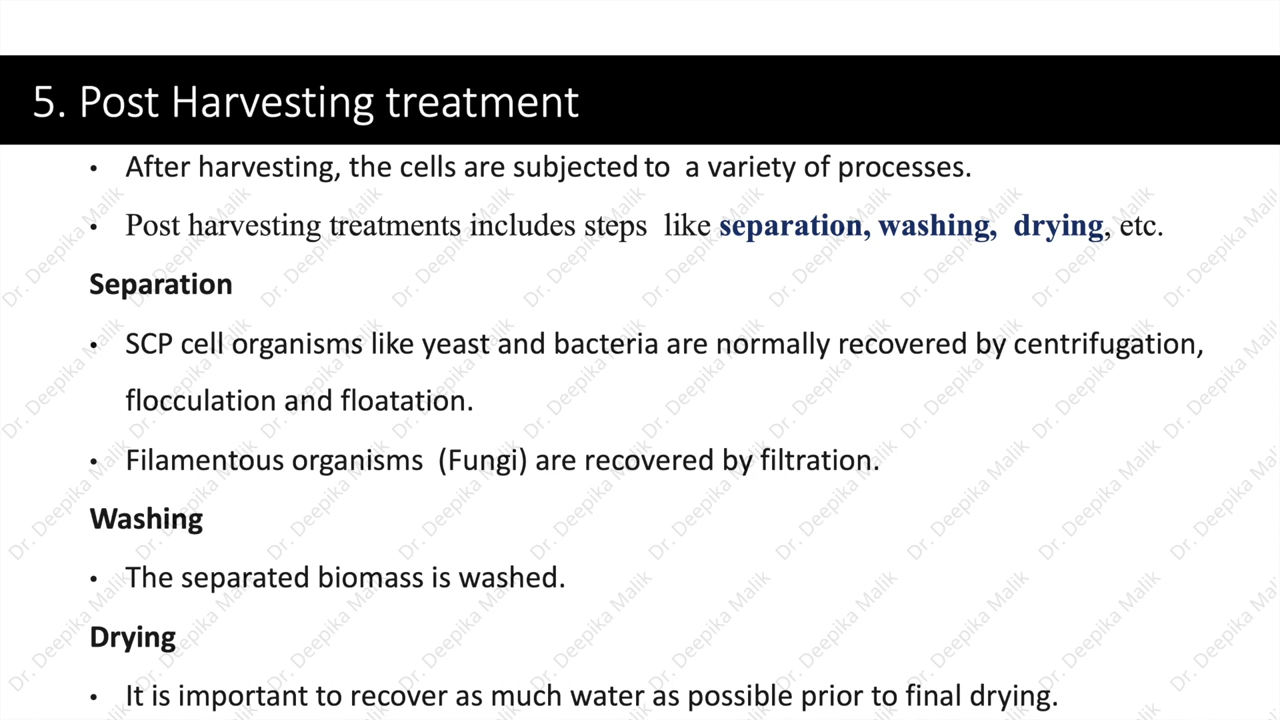 5. Post Harvesting treatment
• After harvesting, the cells are subjected to a variety of processes.
• Post harvesting treatments includes steps like separation, washing, drying, etc.
Separation
• SCP cell organisms like yeast and bacteria are normally recovered by centrifugation,
flocculation and floatation.
• Filamentous organisms (Fungi) are recovered by filtration.
Washing
• The separated biomass is washed.
Drying
• It is important to recover as much water as possible prior to final drying.
Dr. Deepika Malik